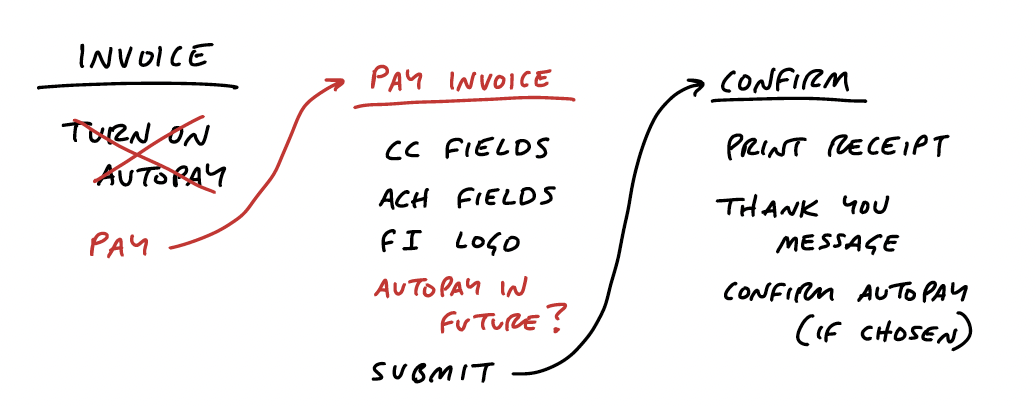 INVOICE
TURN ON
AUTOPAY
PAY
PAY INVOICE
CC FIELDS
ACH FIELDS
FI LOGO
AUTOPAY IN
FUTURE?
SUBMIT
CONFIRM
PRINT RECEIPT
THANK YOU
MESSAGE
CONFIRM AUTOPAY
(IF CHOSEN)